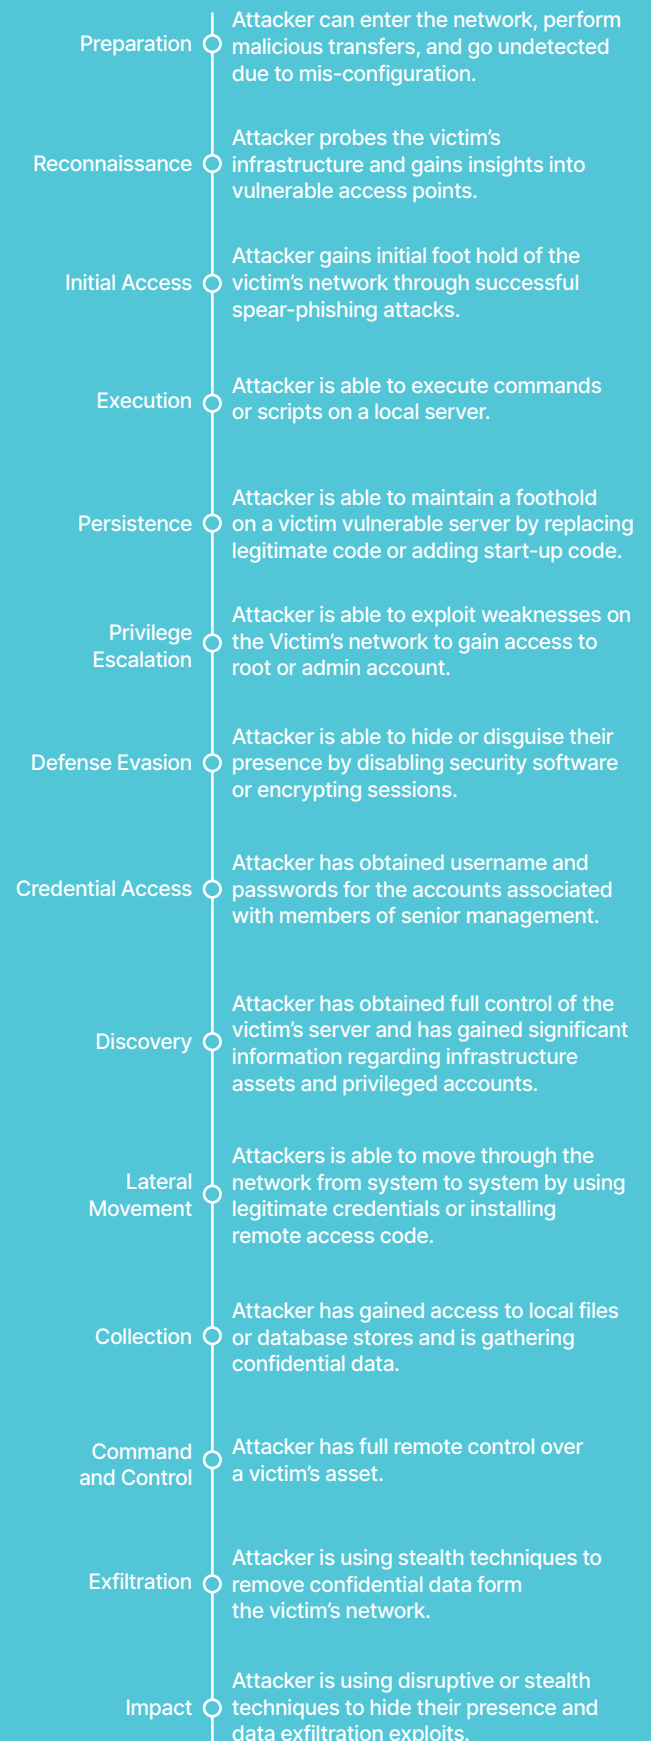 Preparation
Attacker can enter the network, perform
malicious transfers, and go undetected
due to mis-configuration.
Reconnaissance
Attacker probes the victim’s
infrastructure and gains insights into
vulnerable access points.
Initial Access
Attacker gains initial foot hold of the
victim’s network through successful
spear-phishing attacks.
Execution
Attacker is able to execute commands
or scripts on a local server.
Persistence
Attacker is able to maintain a foothold
on a victim vulnerable server by replacing
legitimate code or adding start-up code.
Privilege
Escalation
Attacker is able to exploit weaknesses on
the Victim’s network to gain access to
root or admin account.
Defense Evasion
Attacker is able to hide or disguise their
presence by disabling security software
or encrypting sessions.
Credential Access
Attacker has obtained username and
passwords for the accounts associated
with members of senior management.
Discovery
Attacker has obtained full control of the
victim’s server and has gained significant
information regarding infrastructure
assets and privileged accounts.
Lateral
Movement
Attackers is able to move through the
network from system to system by using
legitimate credentials or installing
remote access code.
Collection
Attacker has gained access to local files
or database stores and is gathering
confidential data.
Command
and Control
Attacker has full remote control over
a victim’s asset.
Exfiltration
Attacker is using stealth techniques to
remove confidential data form
the victim’s network.
Impact
Attacker is using disruptive or stealth
techniques to hide their presence and
data exfiltration exploits.